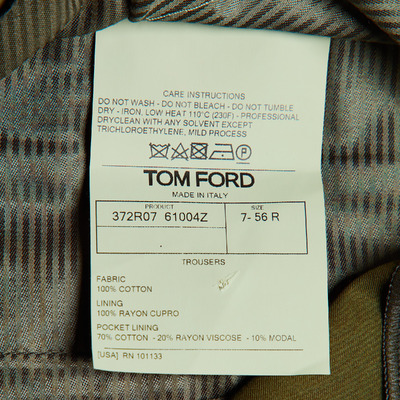 CARE INSTRUCTIONS
DO NOT WASH - DO NOT BLEACH - DO NOT TUMBLE
DRY - IRON, LOW HEAT 110°C (230F) - PROFESSIONAL
DRYCLEAN WITH ANY SOLVENT EXCEPT
TRICHLOROETHYLENE, MILD PROCESS
P
TOM FORD
MADE IN ITALY
PRODUCT SIZE
372R07 61004Z 7- 56 R
TROUSERS
FABRIC
100% COTTON
LINING
100% RAYON CUPRO
POCKET LINING
70% COTTON - 20% RAYON VISCOSE - 10% MODAL
[USA] RN 101133